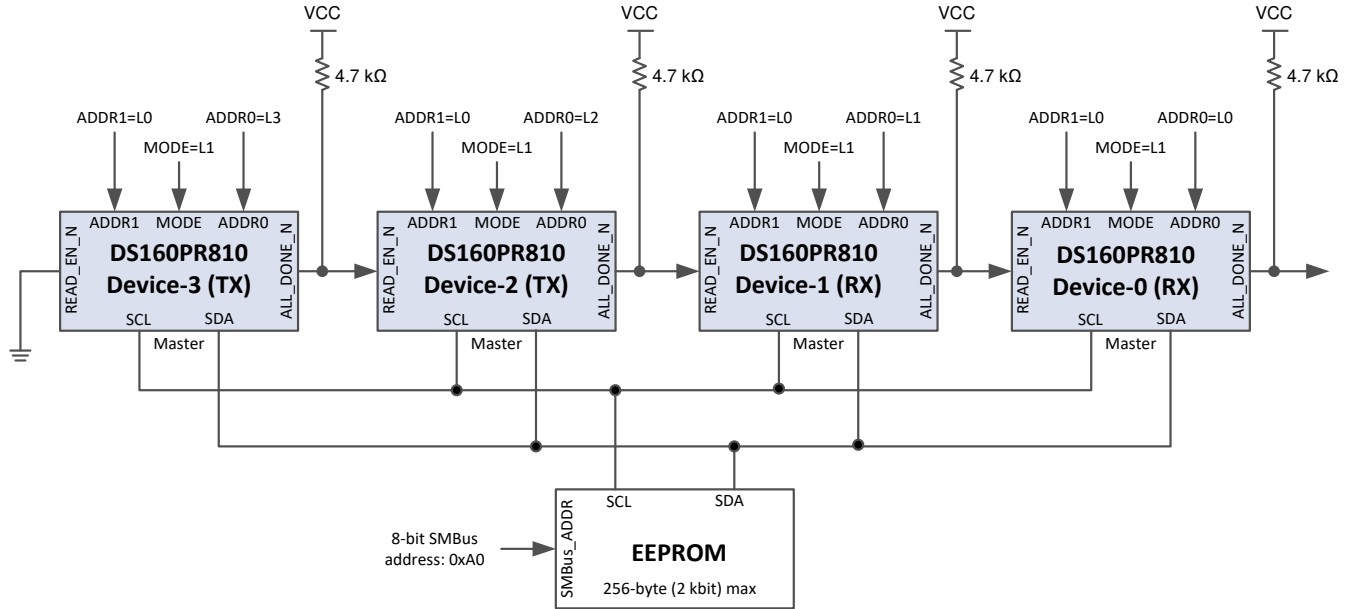 VCC VCC VCC VCC
4.7 kΩ 4.7 kΩ 4.7 kΩ 4.7 kΩ
ADDR1=L0 ADDR0=L3 ADDR1=L0 ADDR0=L2 ADDR1=L0 ADDR0=L1 ADDR1=L0 ADDR0=L0
MODE=L1 MODE=L1 MODE=L1 MODE=L1
ADDR1 MODE ADDR0 ADDR1 MODE ADDR0 ADDR1 MODE ADDR0 ADDR1 MODE ADDR0
READ_EN_N ALL_DONE_N READ_EN_N ALL_DONE_N READ_EN_N ALL_DONE_N READ_EN_N ALL_DONE_N
DS160PR810 DS160PR810 DS160PR810 DS160PR810
Device-3 (TX) Device-2 (TX) Device-1 (RX) Device-0 (RX)
SCL SDA SCL SDA SCL SDA SCL SDA
Master Master Master Master
SCL SDA
SMBus_ADDR
8-bit SMBus
address: 0xA0
EEPROM
256-byte (2 kbit) max